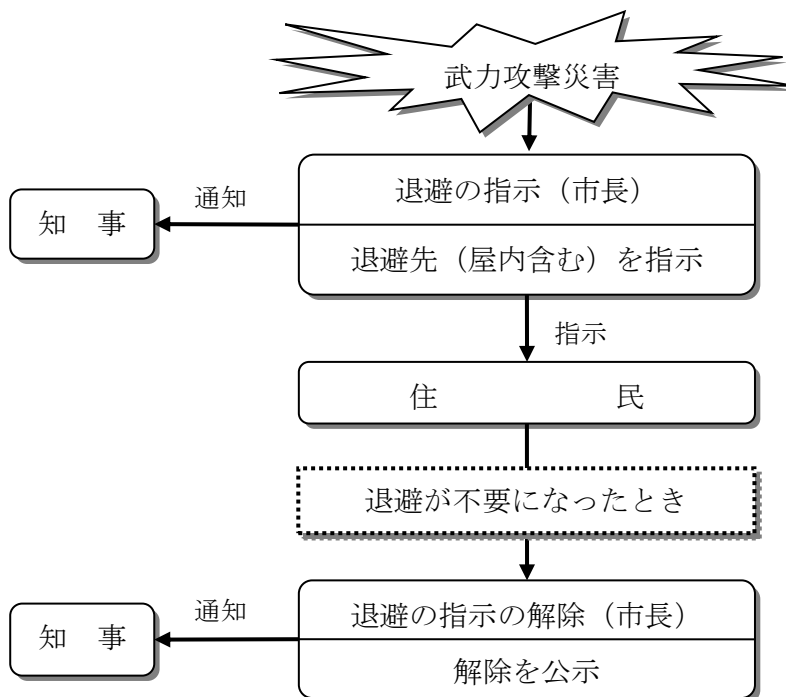 武力攻撃災害
退避の指示（市長）
通知
知　事
退避先（屋内含む）を指示
指示
住　民
退避が不要になったとき
退避の指示の解除（市長）
通知
知　事
解除を公示